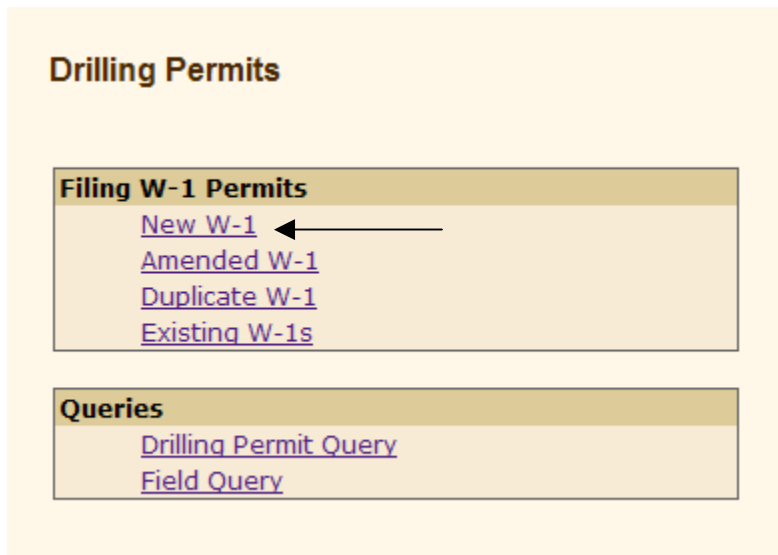 Drilling Permits
Filing W-1 Permits
New W-1
Amended W-1
Duplicate W-1
Existing W-1s
Queries
Drilling Permit Query
Field Query